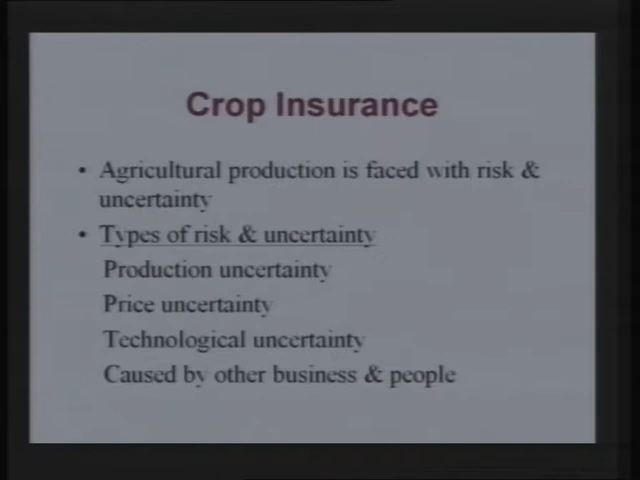 Crop Insurance
• Agricultural production is faced with risk &
uncertainty
• Types of risk & uncertainty
Production uncertainty
Price uncertainty
Technological uncertainty
Caused by other business & people